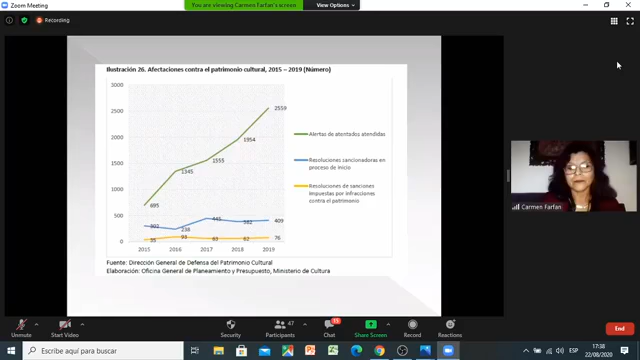 Zoom Meeting
You are viewing Carmen Farfan's screen
View Options
Recording
Ilustración 26. Afectaciones contra el patrimonio cultural, 2015 – 2019 (Número)
3000
2500
2000
1500
1000
500
0
2559
1954
1555
1345
695
302
238
445
382
409
35
93
63
62
76
2015
2016
2017
2018
2019
Alertas de atentados atendidas
Resoluciones sancionadoras en
proceso de inicio
Resoluciones de sanciones
impuestas por infracciones
contra el patrimonio
Fuente: Dirección General de Defensa del Patrimonio Cultural
Elaboración: Oficina General de Planeamiento y Presupuesto, Ministerio de Cultura
Carmen Farfan
Unmute
Start Video
Security
47
Participants
Chat
Share Screen
Record
Reactions
End
Escribe aquí para buscar
ESP
17:38
22/08/2020